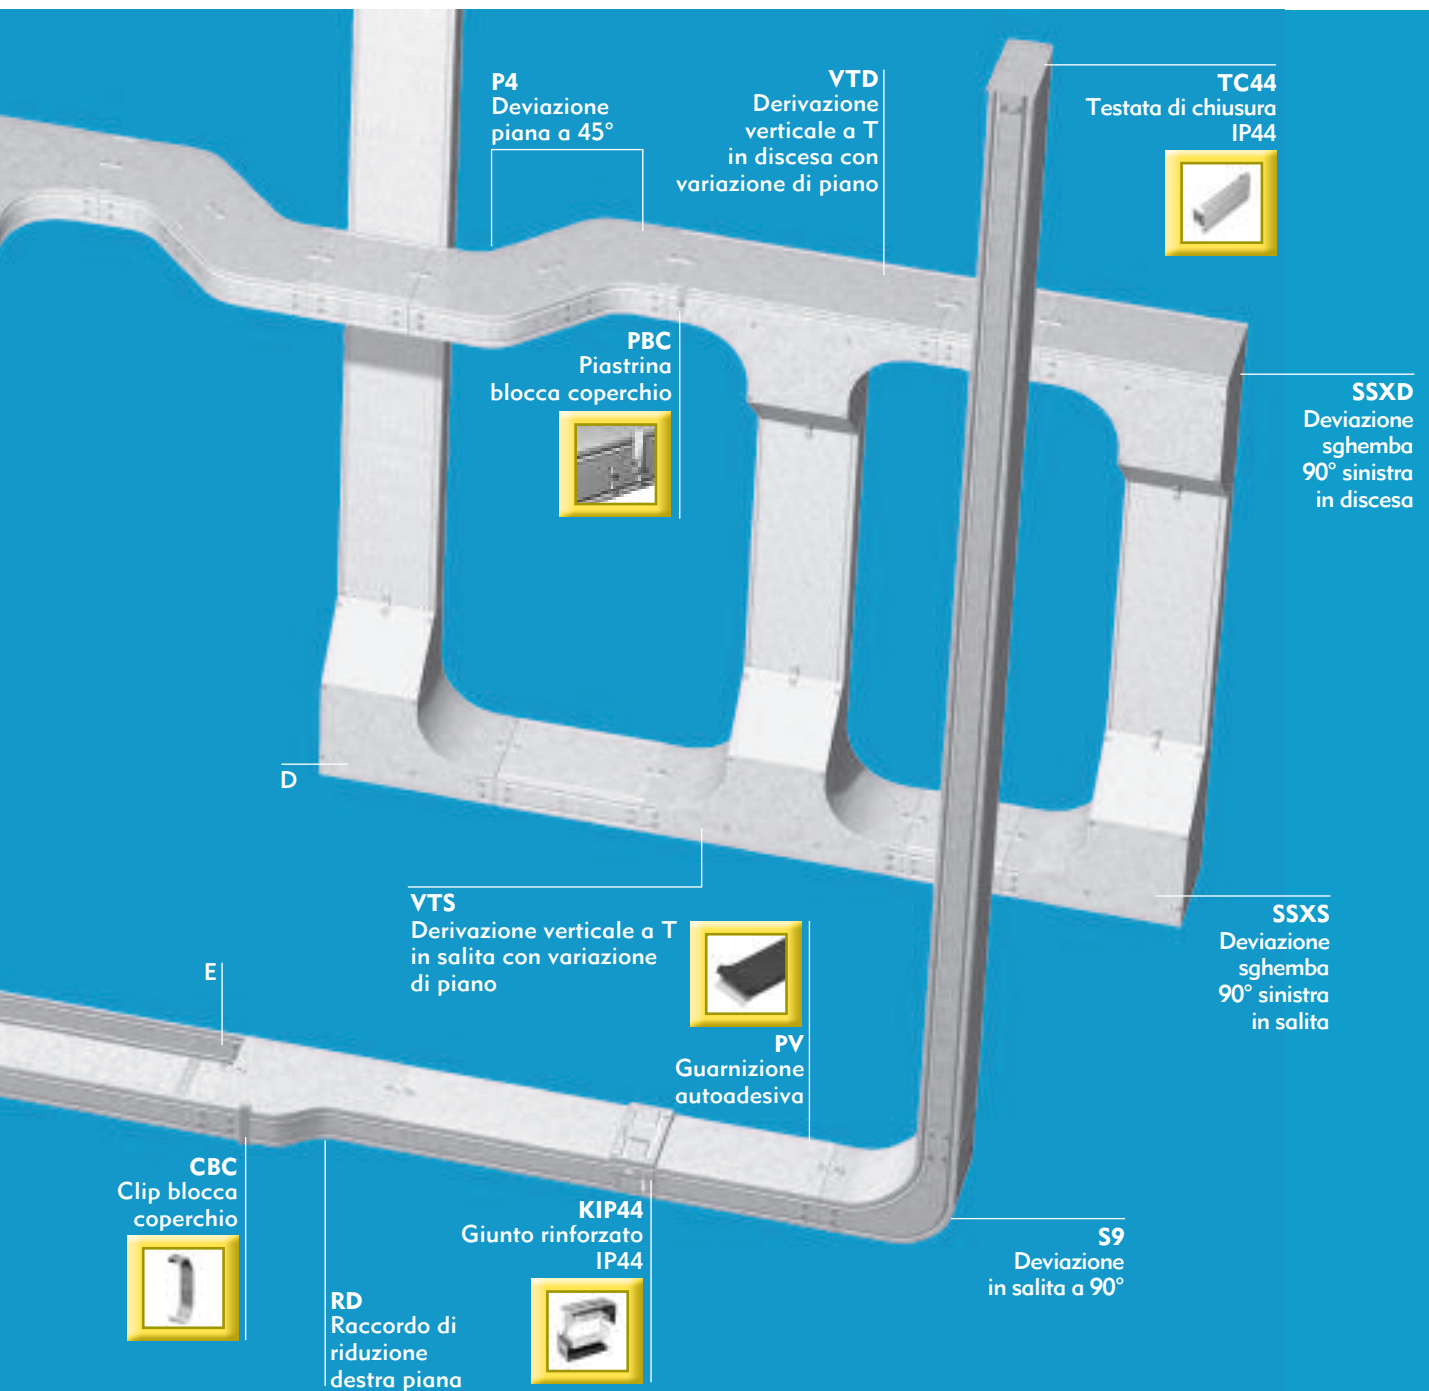 P4
Deviazione
piana a 45°
VTD
Derivazione
verticale a T
in discesa con
variazione di piano
TC44
Testata di chiusura
IP44
PBC
Piastrina
blocca coperchio
SSXD
Deviazione
sghemba
90° sinistra
in discesa
D
VTS
Derivazione verticale a T
in salita con variazione
di piano
SSXS
Deviazione
sghemba
90° sinistra
in salita
E
PV
Guarnizione
autoadesiva
CBC
Clip blocca
coperchio
KIP44
Giunto rinforzato
IP44
S9
Deviazione
in salita a 90°
RD
Raccordo di
riduzione
destra piana